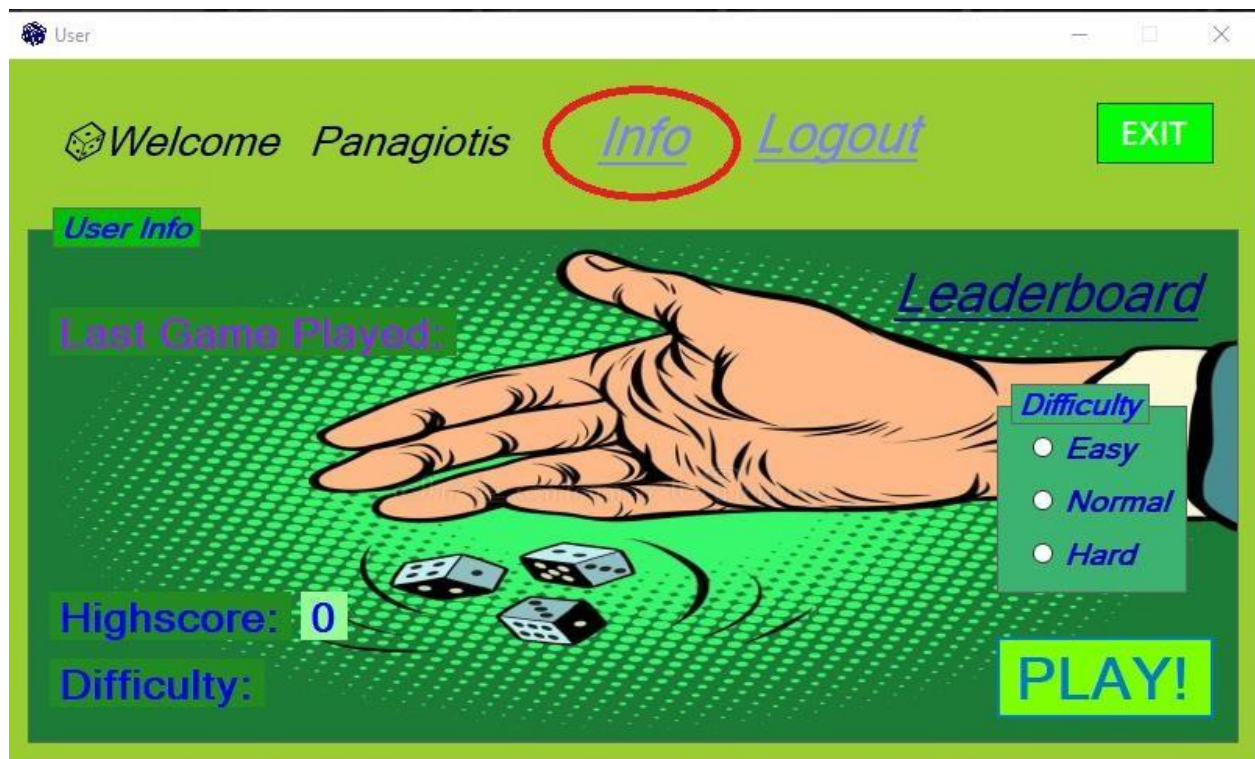 User
Welcome Panagiotis Info Logout EXIT
User Info
Leaderboard
Last Game Played:
Difficulty
Easy
Normal
Hard
Highscore: 0
Difficulty:
PLAY!